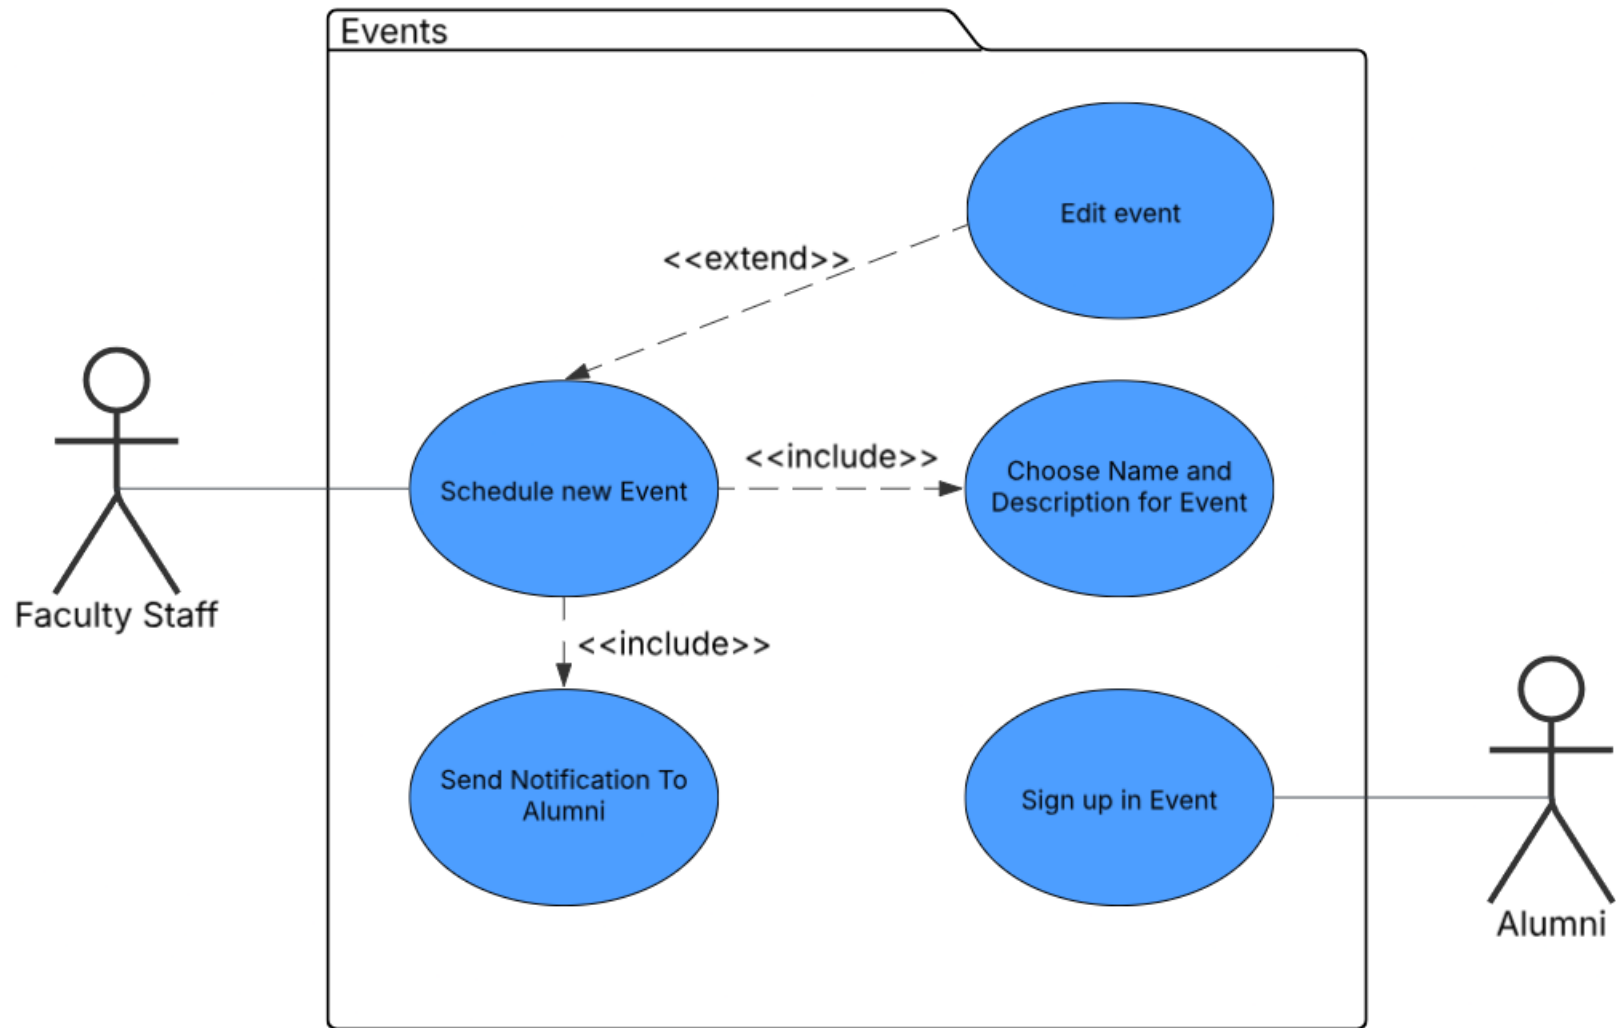 Events
Edit event
<<extend>>
<<include>>
Choose Name and
Description for Event
Schedule new Event
Faculty Staff
<<include>>
Send Notification To
Alumni
Sign up in Event
Alumni